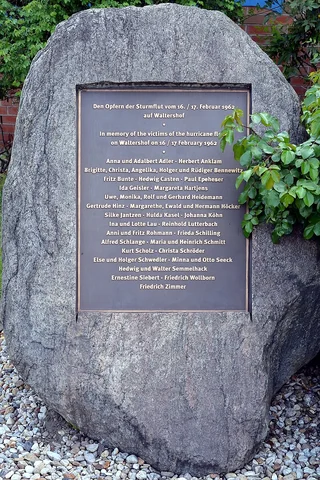 Den Opfern der Sturmflut vom 16. / 17. Februar 1962
auf Waltershof
•
In memory of the victims of the hurricane
on Waltershof on 16 / 17 February 1962
•
Anna und Adalbert Adler - Herbert Anklam
Brigitte, Christa, Angelika, Holger und Rüdiger Bennewitz
Fritz Bunte - Hedwig Casten - Paul Epeheuer
Ida Geisler - Margareta Hartjens
Uwe, Monika, Rolf und Gerhard Heidemann
Gertrude Hinz - Margarethe, Ewald und Hermann Höcker
Silke Jantzen - Hulda Kasel - Johanna Köhn
Ina und Lotte Lau - Reinhold Lutterbach
Anni und Fritz Rohmann - Frieda Schilling
Alfred Schlange - Maria und Heinrich Schmitt
Kurt Scholz - Christa Schröder
Else und Holger Schwedler - Minna und Otto Seeck
Hedwig und Walter Semmelhack
Ernestine Siebert - Friedrich Wollborn
Friedrich Zimmer